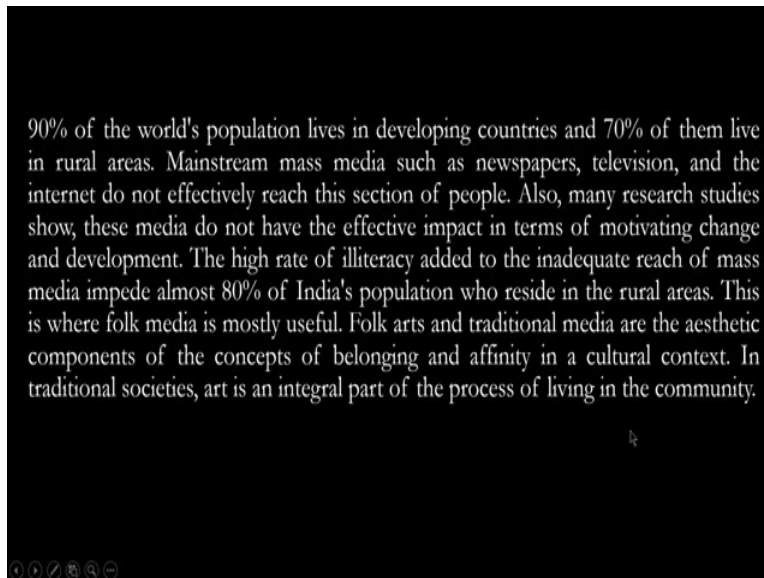 90% of the world's population lives in developing countries and 70% of them live
in rural areas. Mainstream mass media such as newspapers, television, and the
internet do not effectively reach this section of people. Also, many research studies
show, these media do not have the effective impact in terms of motivating change
and development. The high rate of illiteracy added to the inadequate reach of mass
media impede almost 80% of India's population who reside in the rural areas. This
is where folk media is mostly useful. Folk arts and traditional media are the aesthetic
components of the concepts of belonging and affinity in a cultural context. In
traditional societies, art is an integral part of the process of living in the community.